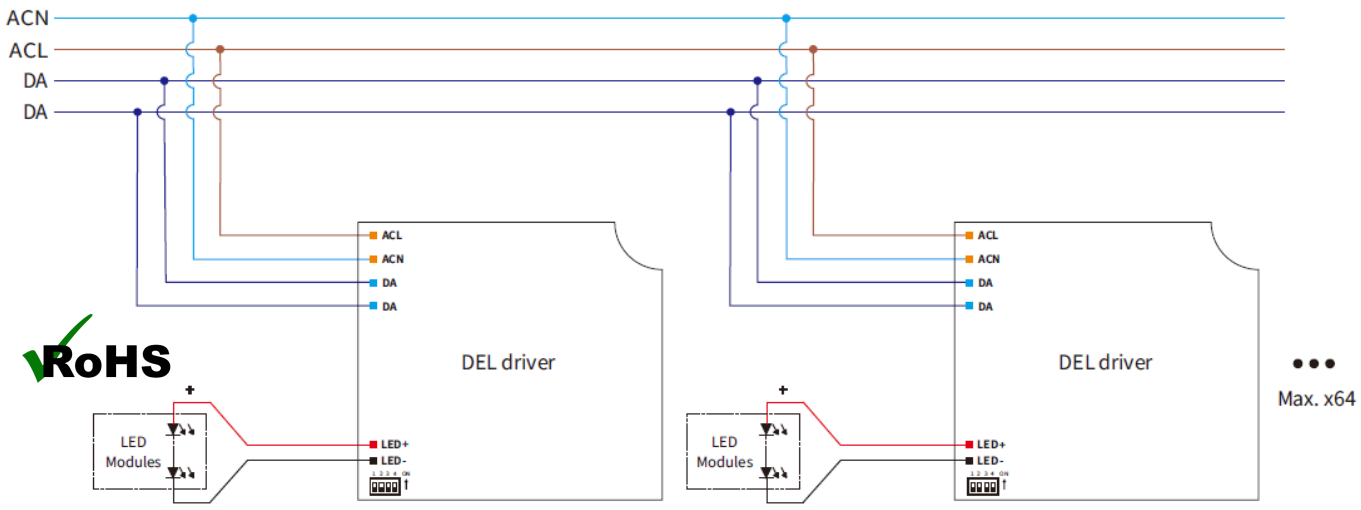 ACN
ACL
DA
DA
ACL
ACN
DA
DA
DEL driver
LED+
LED-
1 2 3 4 ON
RoHS
+
LED
Modules
ACL
ACN
DA
DA
DEL driver
LED+
LED-
1 2 3 4 ON
+
LED
Modules
Max. x64